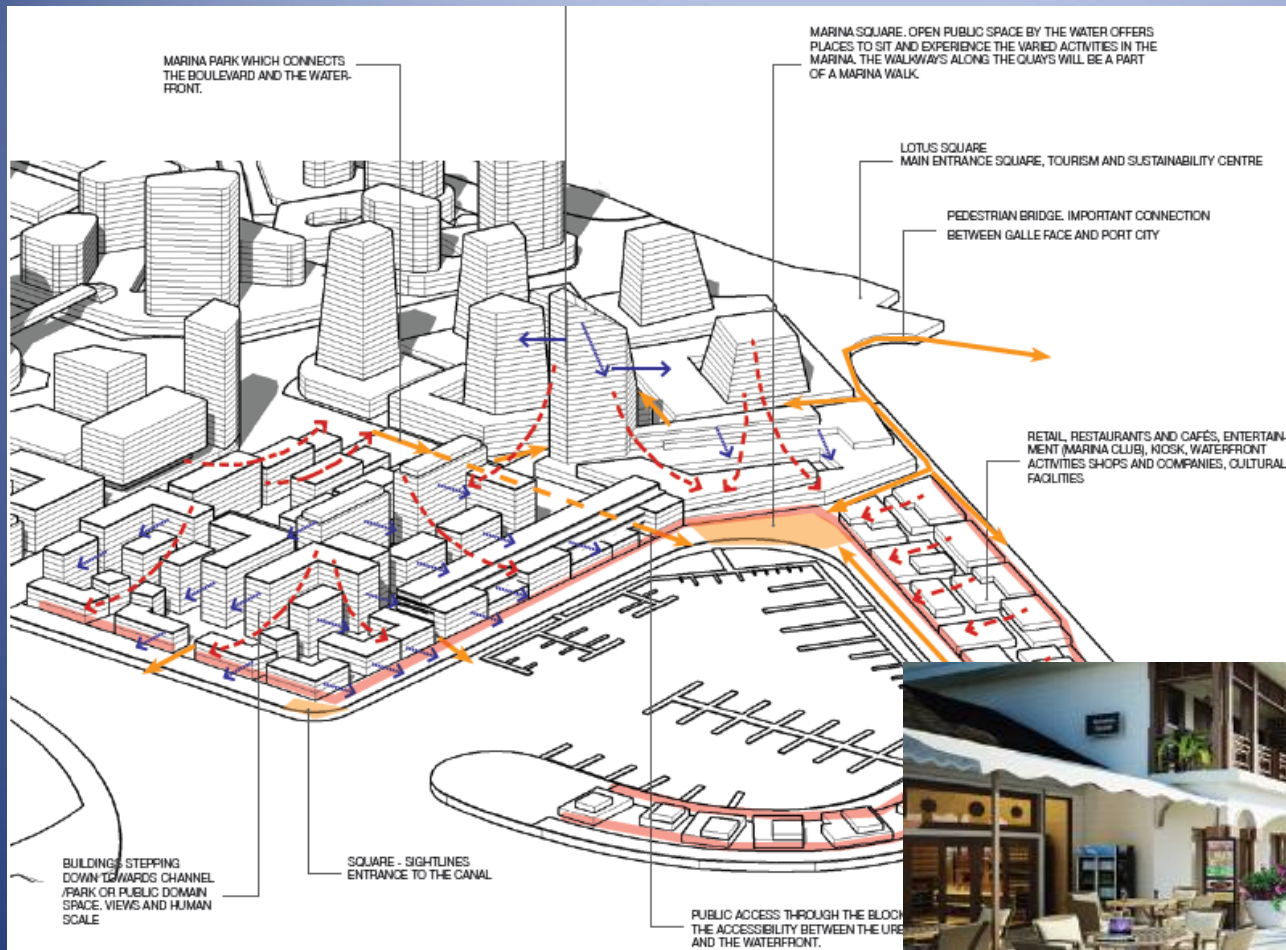 MARINA PARK WHICH CONNECTS
THE BOULEVARD AND THE WATER-
FRONT.
MARINA SQUARE. OPEN PUBLIC SPACE BY THE WATER OFFERS
PLACES TO SIT AND EXPERIENCE THE VARIED ACTIVITIES IN THE
MARINA. THE WALKWAYS ALONG THE QUAYS WILL BE A PART
OF A MARINA WALK.
LOTUS SQUARE
MAIN ENTRANCE SQUARE, TOURISM AND SUSTAINABILITY CENTRE
PEDESTRIAN BRIDGE. IMPORTANT CONNECTION
BETWEEN GALLE FACE AND PORT CITY
RETAIL, RESTAURANTS AND CAFÉS, ENTERTAIN-
MENT (MARINA CLUB), KIOSK, WATERFRONT
ACTIVITIES SHOPS AND COMPANIES, CULTURAL
FACILITIES
BUILDINGS STEPPING
DOWN TOWARDS CHANNEL
/PARK OR PUBLIC DOMAIN
SPACE. VIEWS AND HUMAN
SCALE
SQUARE - SIGHTLINES
ENTRANCE TO THE CANAL
PUBLIC ACCESS THROUGH THE BLOCK
THE ACCESSIBILITY BETWEEN THE URB
AND THE WATERFRONT.